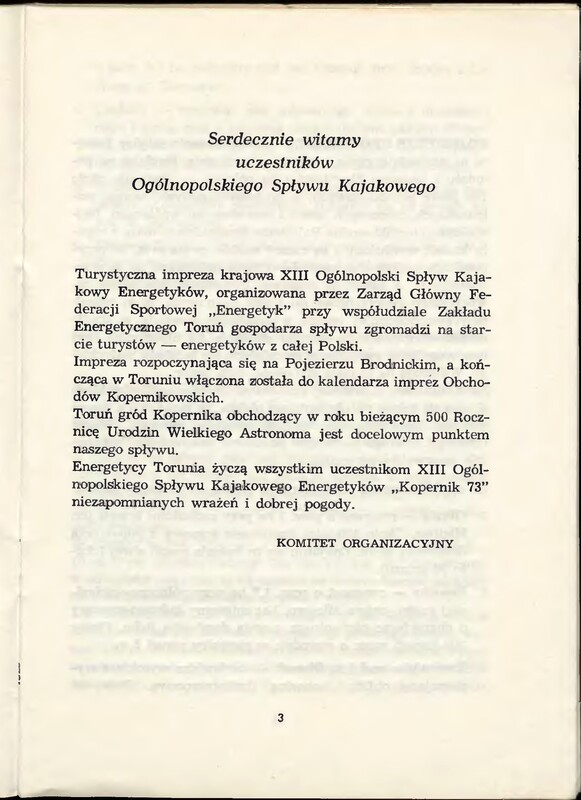 Serdecznie witamy
uczestników
Ogólnopolskiego Spływu Kajakowego
Turystyczna impreza krajowa XIII Ogólnopolski Spływ Kaja-
kowy Energetyków, organizowana przez Zarząd Główny Fe-
deracji Sportowej „Energetyk” przy współudziale Zakładu
Energetycznego Toruń gospodarza spływu zgromadzi na star-
cie turystów — energetyków z całej Polski.
Impreza rozpoczynająca się na Pojezierzu Brodnickim, a koń-
cząca w Toruniu włączona została do kalendarza imprez Obcho-
dów Kopernikowskich.
Toruń gród Kopernika obchodzący w roku bieżącym 500 Rocz-
nicę Urodzin Wielkiego Astronoma jest docelowym punktem
naszego spływu.
Energetycy Torunia życzą wszystkim uczestnikom XIII Ogól-
nopolskiego Spływu Kajakowego Energetyków „Kopernik 73”
niezapomnianych wrażeń i dobrej pogody.
KOMITET ORGANIZACYJNY
3